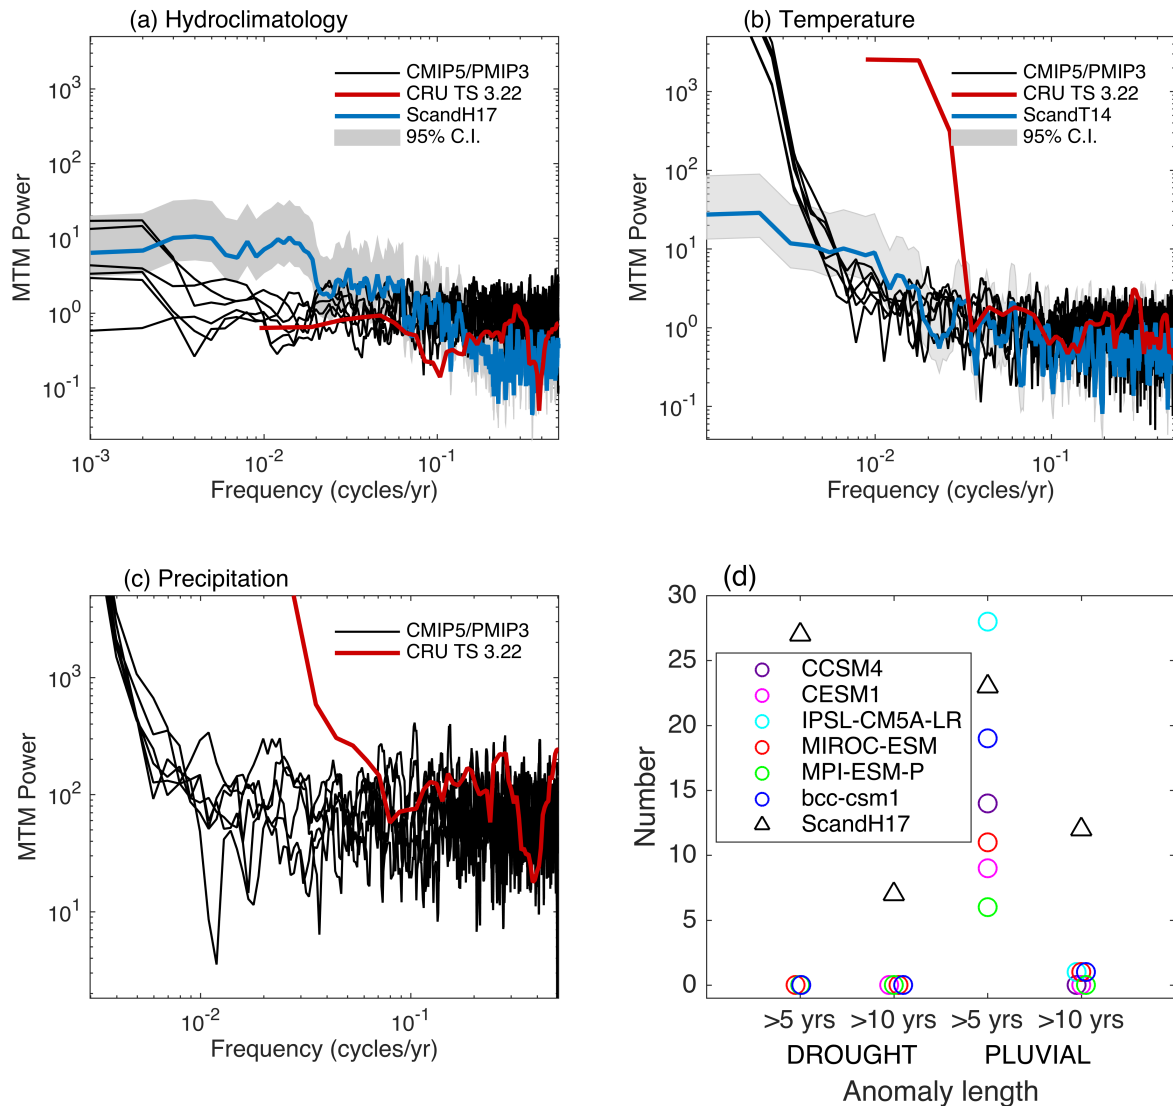 (a) Hydroclimatology
MTM Power
10^3
10^2
10^1
10^0
10^-1
CMIP5/PMIP3
CRU TS 3.22
ScandH17
95% C.I.
10^-3
10^-2
10^-1
Frequency (cycles/yr)
(b) Temperature
MTM Power
10^3
10^2
10^1
10^0
10^-1
CMIP5/PMIP3
CRU TS 3.22
ScandT14
95% C.I.
10^-2
10^-1
Frequency (cycles/yr)
(c) Precipitation
MTM Power
10^3
10^2
10^1
CMIP5/PMIP3
CRU TS 3.22
10^-2
10^-1
Frequency (cycles/yr)
(d)
Number
30
25
20
15
10
5
0
CCSM4
CESM1
IPSL-CM5A-LR
MIROC-ESM
MPI-ESM-P
bcc-csm1
ScandH17
>5 yrs >10 yrs >5 yrs >10 yrs
DROUGHT PLUVIAL
Anomaly length